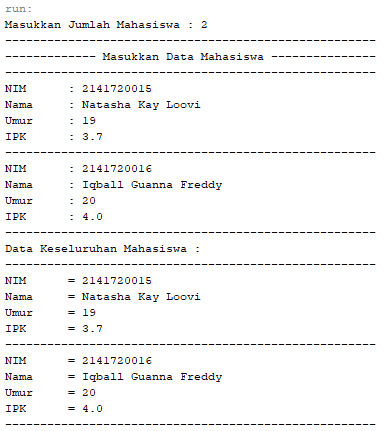 run:
Masukkan Jumlah Mahasiswa : 2
-----------------------------------------------------
------------- Masukkan Data Mahasiswa ---------------
-----------------------------------------------------
NIM      : 2141720015
Nama     : Natasha Kay Loovi
Umur     : 19
IPK      : 3.7
-----------------------------------------------------
NIM      : 2141720016
Nama     : Iqball Guanna Freddy
Umur     : 20
IPK      : 4.0
-----------------------------------------------------
Data Keseluruhan Mahasiswa :
-----------------------------------------------------
NIM      = 2141720015
Nama     = Natasha Kay Loovi
Umur     = 19
IPK      = 3.7
-----------------------------------------------------
NIM      = 2141720016
Nama     = Iqball Guanna Freddy
Umur     = 20
IPK      = 4.0
-----------------------------------------------------